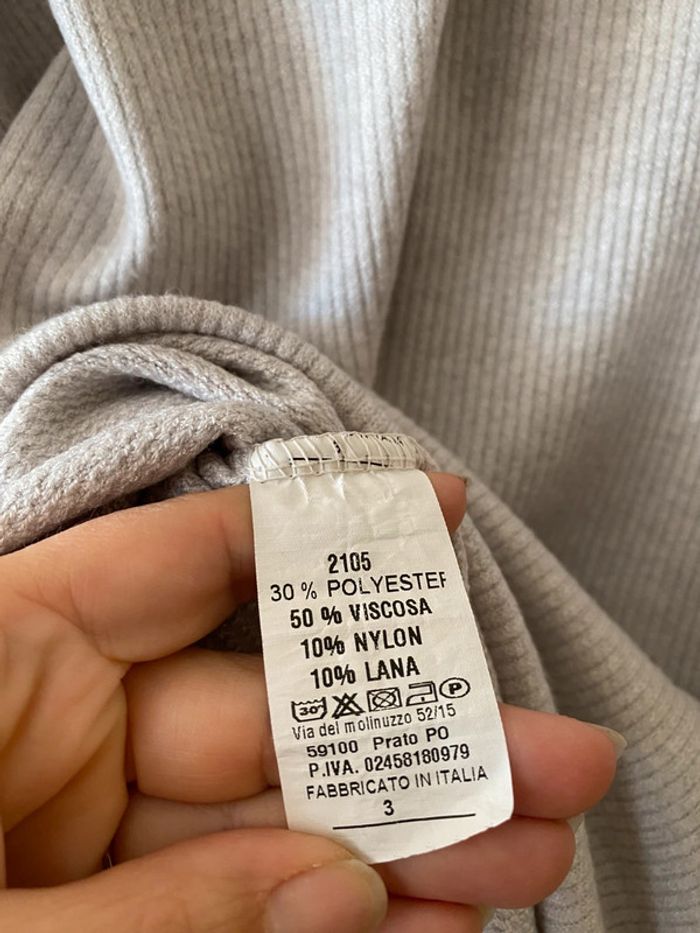 2105
30 % POLYESTER
50 % VISCOSA
10% NYLON
10% LANA
30° P
Via del molinuzzo 52/15
59100 Prato PO
P.IVA. 02458180979
FABBRICATO IN ITALIA
3